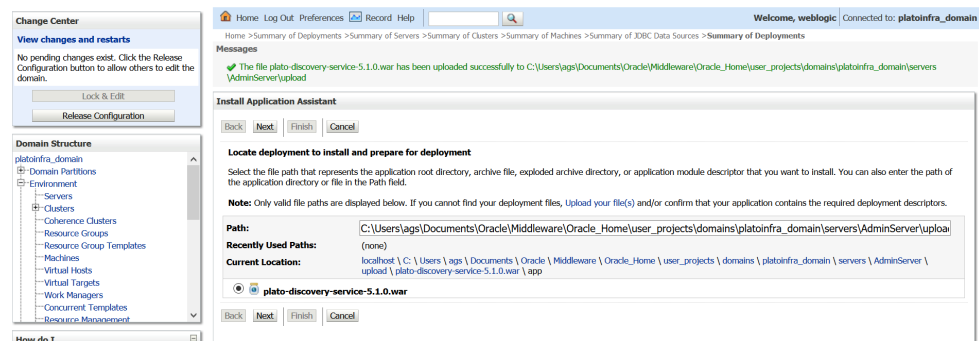 Change Center
View changes and restarts
No pending changes exist. Click the Release
Configuration button to allow others to edit the
domain.
Lock & Edit
Release Configuration
Domain Structure
platoinfra_domain
Domain Partitions
Environment
Servers
Clusters
Coherence Clusters
Resource Groups
Resource Group Templates
Machines
Virtual Hosts
Virtual Targets
Work Managers
Concurrent Templates
Resource Management
How do I
Home Log Out Preferences Record Help
Welcome, weblogic Connected to: platoinfra_domain
Home >Summary of Deployments >Summary of Servers >Summary of Clusters >Summary of Machines >Summary of JDBC Data Sources >Summary of Deployments
Messages
The file plato-discovery-service-5.1.0.war has been uploaded successfully to C:\Users\ags\Documents\Oracle\Middleware\Oracle_Home\user_projects\domains\platoinfra_domain\servers
\AdminServer\upload
Install Application Assistant
Back Next Finish Cancel
Locate deployment to install and prepare for deployment
Select the file path that represents the application root directory, archive file, exploded archive directory, or application module descriptor that you want to install. You can also enter the path of
the application directory or file in the Path field.
Note: Only valid file paths are displayed below. If you cannot find your deployment files, Upload your file(s) and/or confirm that your application contains the required deployment descriptors.
Path: C:\Users\ags\Documents\Oracle\Middleware\Oracle_Home\user_projects\domains\platoinfra_domain\servers\AdminServer\uploa
Recently Used Paths: (none)
Current Location: localhost \ C: \ Users \ ags \ Documents \ Oracle \ Middleware \ Oracle_Home \ user_projects \ domains \ platoinfra_domain \ servers \ AdminServer \
upload \ plato-discovery-service-5.1.0.war \ app
plato-discovery-service-5.1.0.war
Back Next Finish Cancel